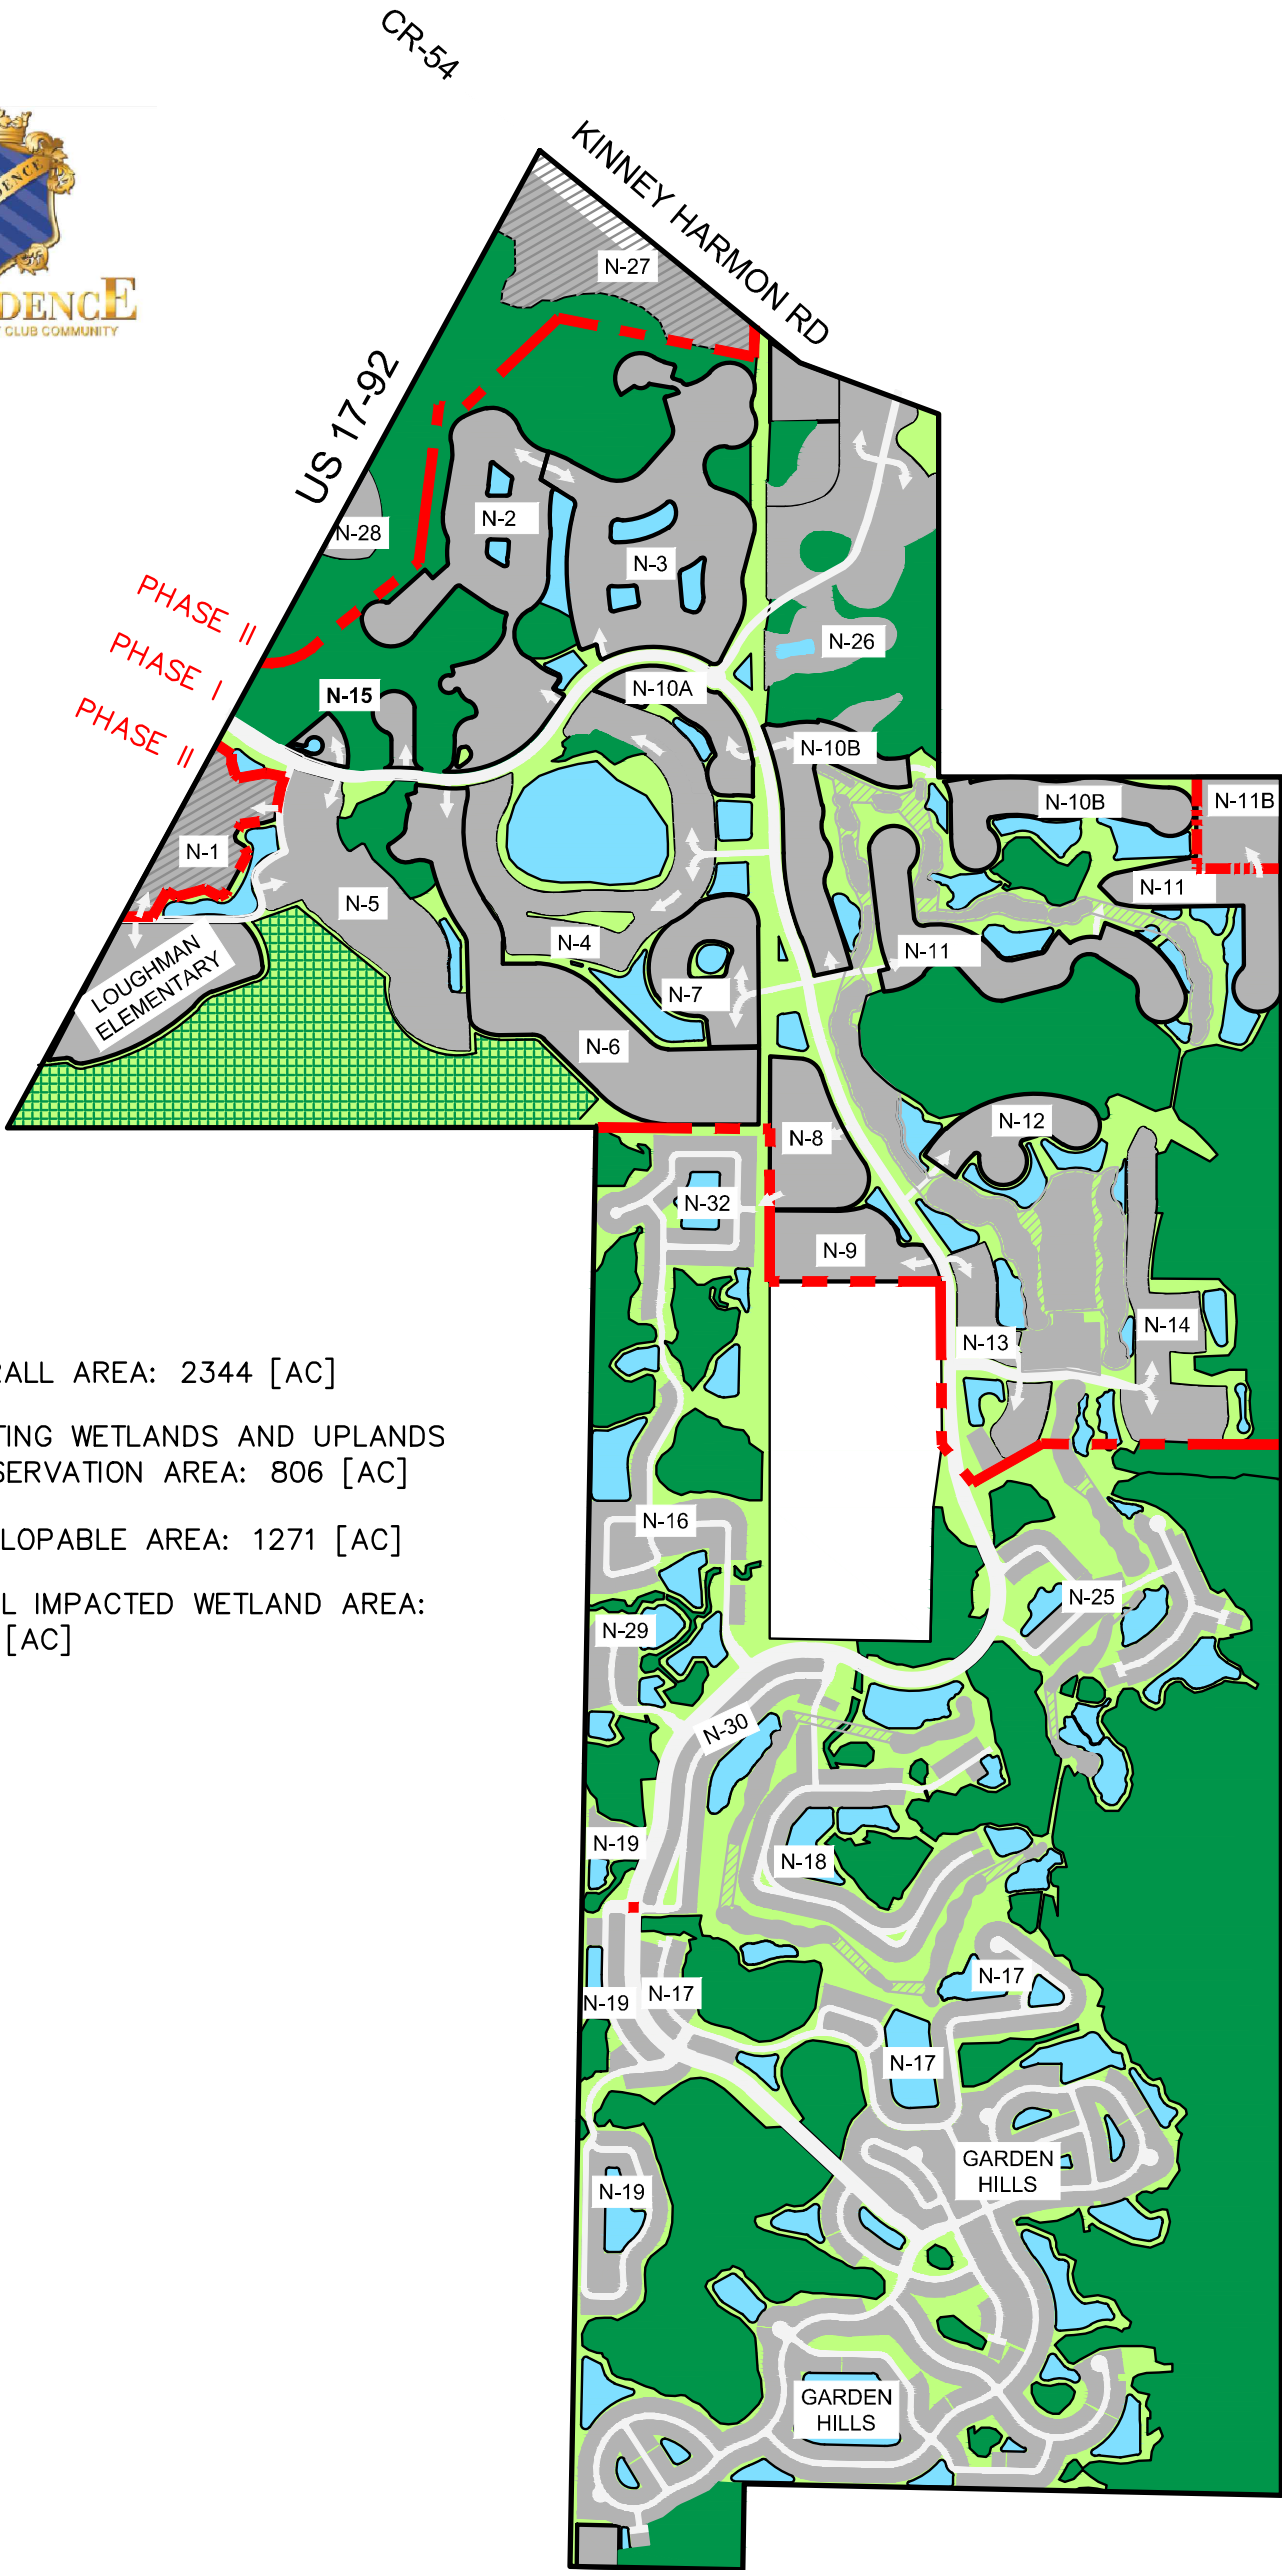 CR-54
KINNEY HARMON RD
DENCE
CLUB COMMUNITY
N-27
US 17-92
N-28
N-2
N-3
PHASE II
PHASE I
PHASE II
N-26
N-15
N-10A
N-10B
N-10B
N-11B
N-1
N-5
N-11
N-4
N-11
N-7
LOUGHMAN
ELEMENTARY
N-6
N-12
N-8
N-32
N-9
N-13
N-14
RALL AREA: 2344 [AC]
TING WETLANDS AND UPLANDS
SERVATION AREA: 806 [AC]
LOPABLE AREA: 1271 [AC]
L IMPACTED WETLAND AREA:
[AC]
N-16
N-25
N-29
N-30
N-19
N-18
N-19
N-17
N-17
N-17
GARDEN
HILLS
N-19
GARDEN
HILLS